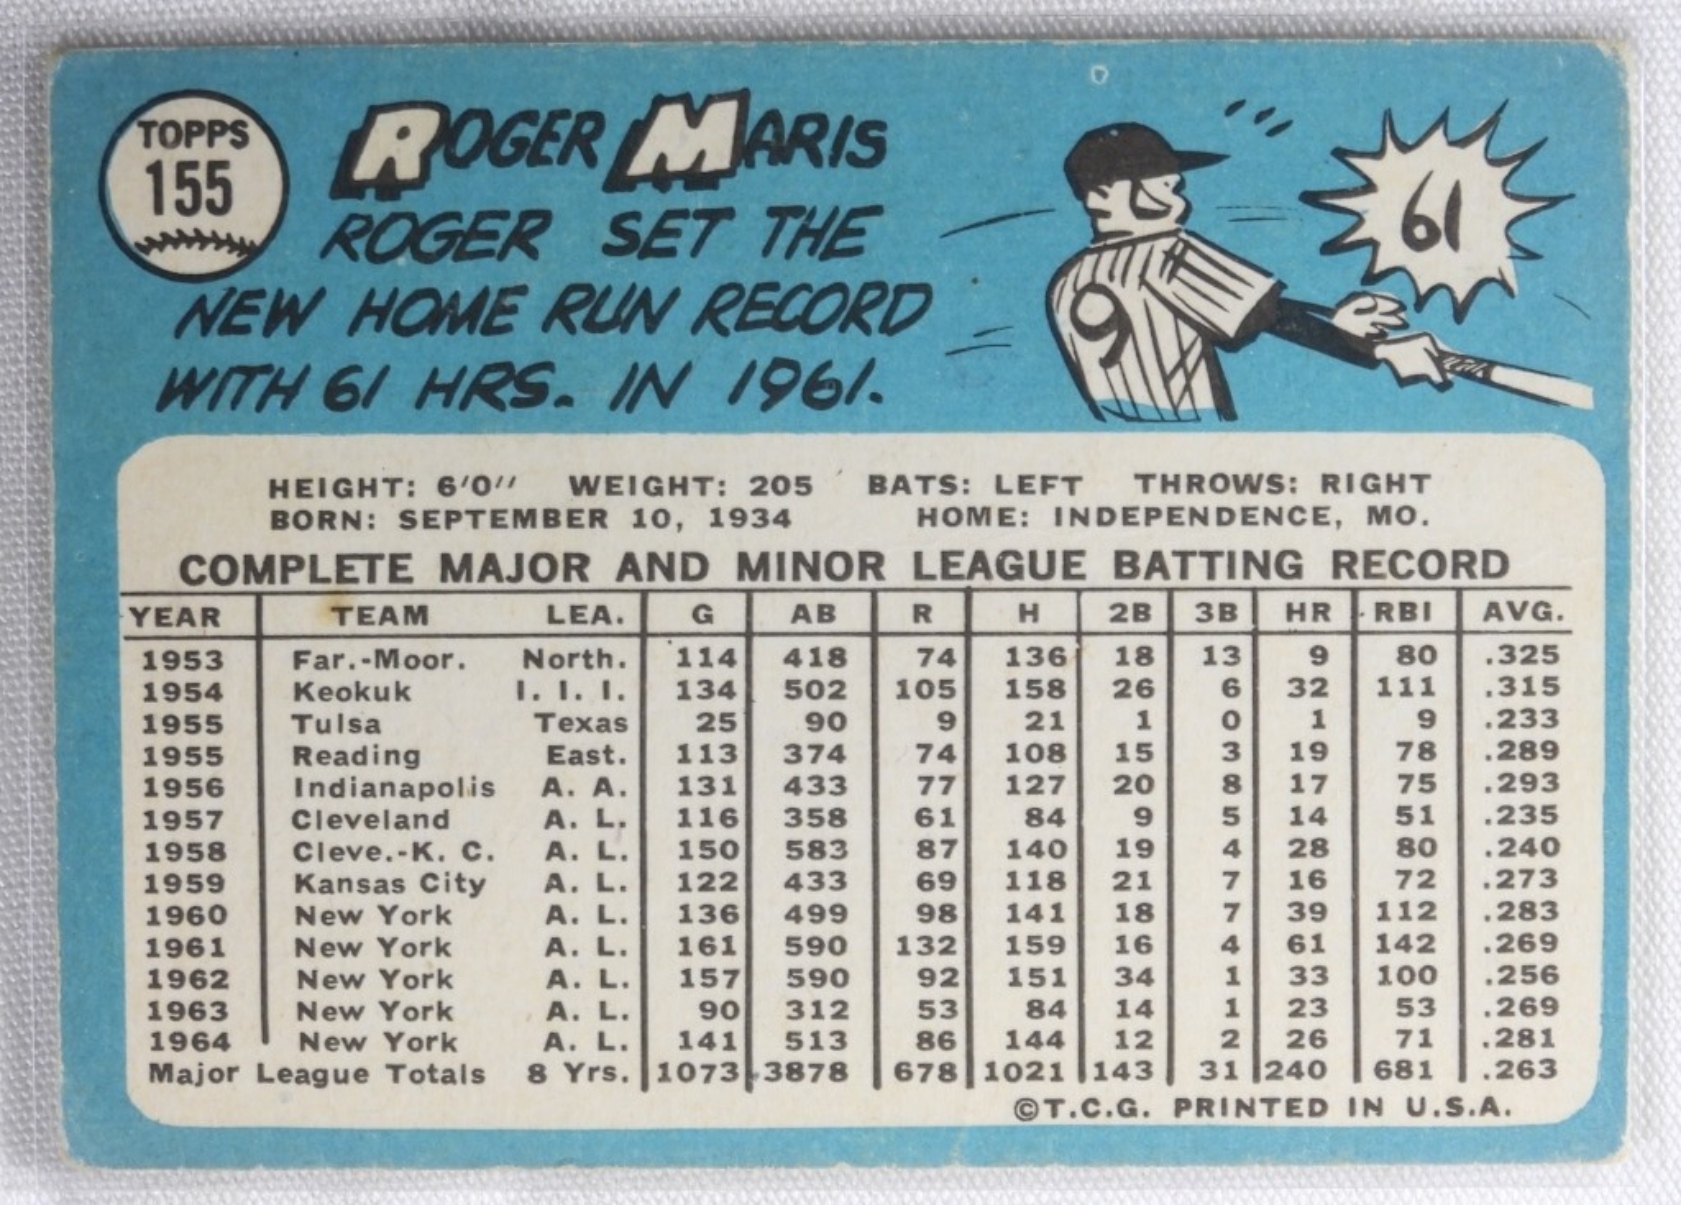 TOPPS
155
ROGER MARIS
ROGER SET THE
NEW HOME RUN RECORD
WITH 61 HRS. IN 1961.
61
9
HEIGHT: 6'0" WEIGHT: 205 BATS: LEFT THROWS: RIGHT
BORN: SEPTEMBER 10, 1934 HOME: INDEPENDENCE, MO.
COMPLETE MAJOR AND MINOR LEAGUE BATTING RECORD
YEAR TEAM LEA. G AB R H 2B 3B HR RBI AVG.
1953 Far.-Moor. North. 114 418 74 136 18 13 9 80 .325
1954 Keokuk I. I. I. 134 502 105 158 26 6 32 111 .315
1955 Tulsa Texas 25 90 9 21 1 0 1 9 .233
1955 Reading East. 113 374 74 108 15 3 19 78 .289
1956 Indianapolis A. A. 131 433 77 127 20 8 17 75 .293
1957 Cleveland A. L. 116 358 61 84 9 5 14 51 .235
1958 Cleve.-K. C. A. L. 150 583 87 140 19 4 28 80 .240
1959 Kansas City A. L. 122 433 69 118 21 7 16 72 .273
1960 New York A. L. 136 499 98 141 18 7 39 112 .283
1961 New York A. L. 161 590 132 159 16 4 61 142 .269
1962 New York A. L. 157 590 92 151 34 1 33 100 .256
1963 New York A. L. 90 312 53 84 14 1 23 53 .269
1964 New York A. L. 141 513 86 144 12 2 26 71 .281
Major League Totals 8 Yrs. 1073 3878 678 1021 143 31 240 681 .263
©T.C.G. PRINTED IN U.S.A.